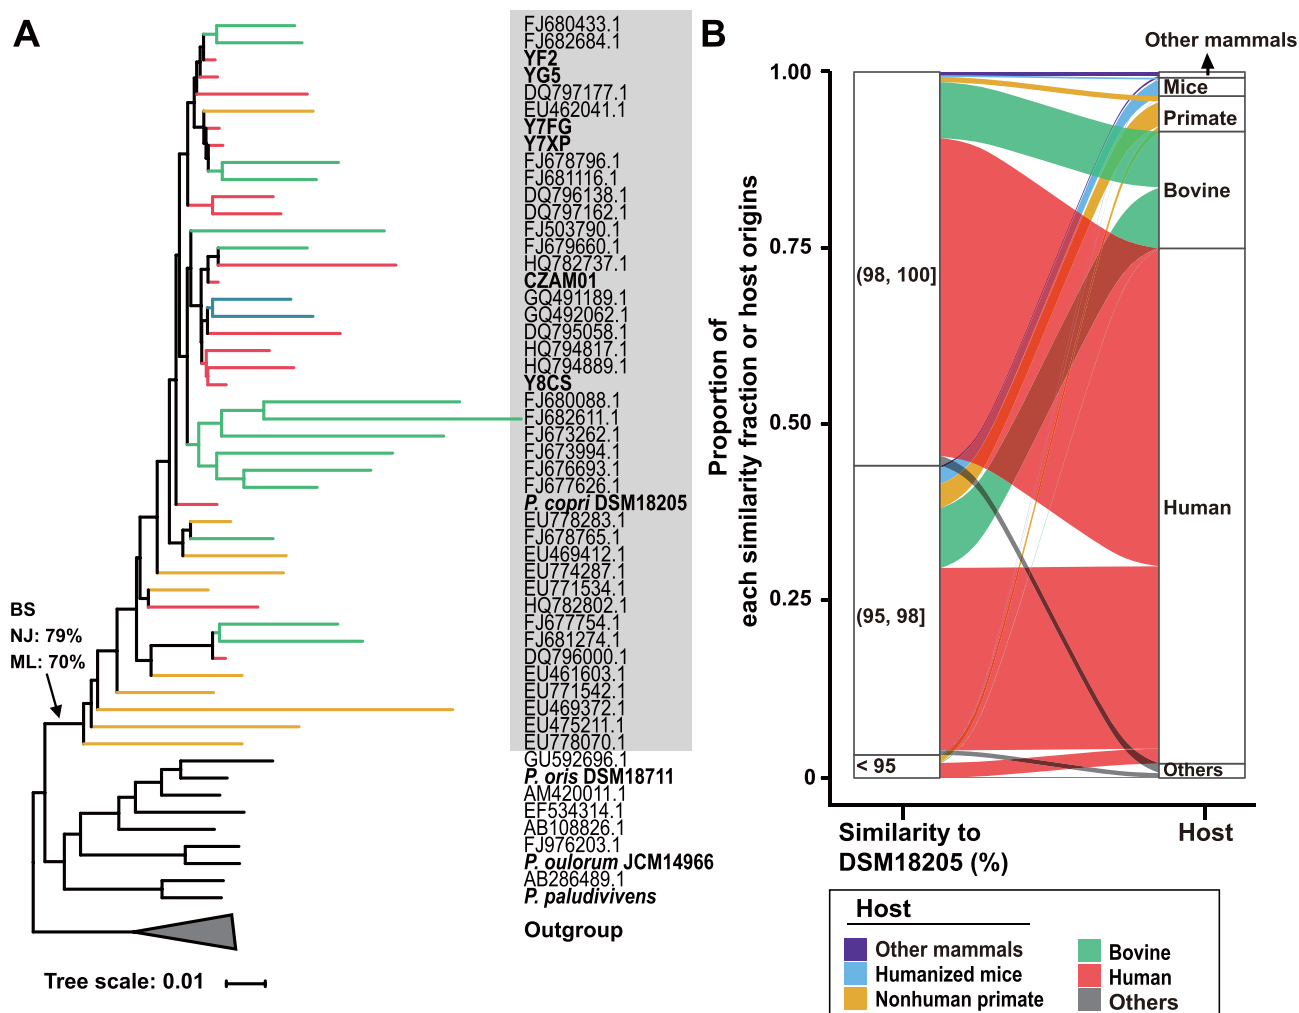 A
FJ680433.1
FJ682684.1
YF2
YG5
DQ797177.1
EU462041.1
Y7FG
Y7XP
FJ678796.1
FJ681116.1
DQ796138.1
DQ797162.1
FJ503790.1
FJ679660.1
HQ782737.1
CZAM01
GQ491189.1
GQ492062.1
DQ795058.1
HQ794817.1
HQ794889.1
Y8CS
FJ680088.1
FJ682611.1
FJ673262.1
FJ673994.1
FJ676693.1
FJ677626.1
P. copri DSM18205
EU778283.1
FJ678765.1
EU469412.1
EU774287.1
EU771534.1
HQ782802.1
FJ677754.1
FJ681274.1
DQ796000.1
EU461603.1
EU771542.1
EU469372.1
EU475211.1
EU778070.1
GU592696.1
P. oris DSM18711
AM420011.1
EF534314.1
AB108826.1
FJ976203.1
P. oulorum JCM14966
AB286489.1
P. paludivivens
Outgroup
BS
NJ: 79%
ML: 70%
Tree scale: 0.01
B
Proportion of
each similarity fraction or host origins
1.00
0.75
0.50
0.25
0
(98, 100]
(95, 98]
< 95
Other mammals
Mice
Primate
Bovine
Human
Others
Similarity to
DSM18205 (%)
Host
Host
Other mammals
Humanized mice
Nonhuman primate
Bovine
Human
Others